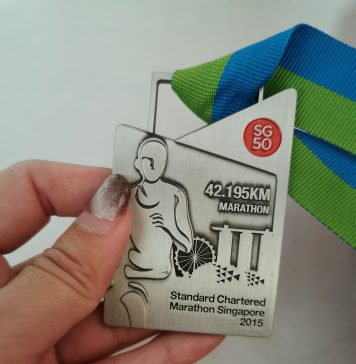 SG
50
42.195KM
MARATHON
Standard Chartered
Marathon Singapore
2015